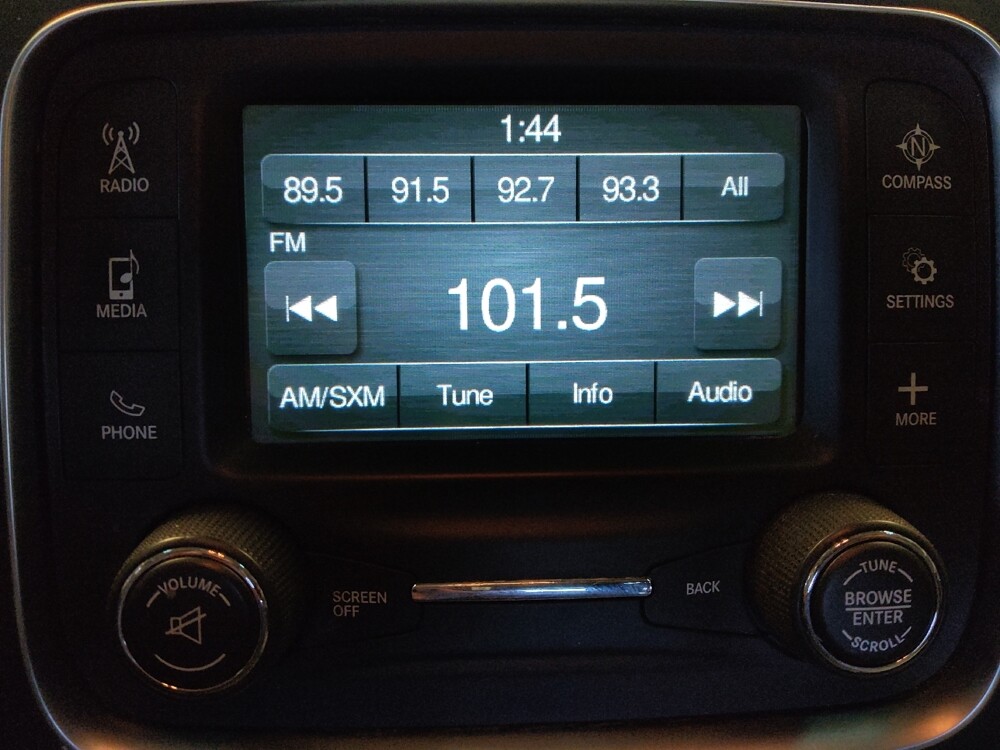 1:44
89.5 91.5 92.7 93.3 All
FM
101.5
AM/SXM Tune Info Audio
RADIO
MEDIA
PHONE
N
COMPASS
SETTINGS
MORE
VOLUME
SCREEN
OFF
BACK
TUNE
BROWSE
ENTER
SCROLL